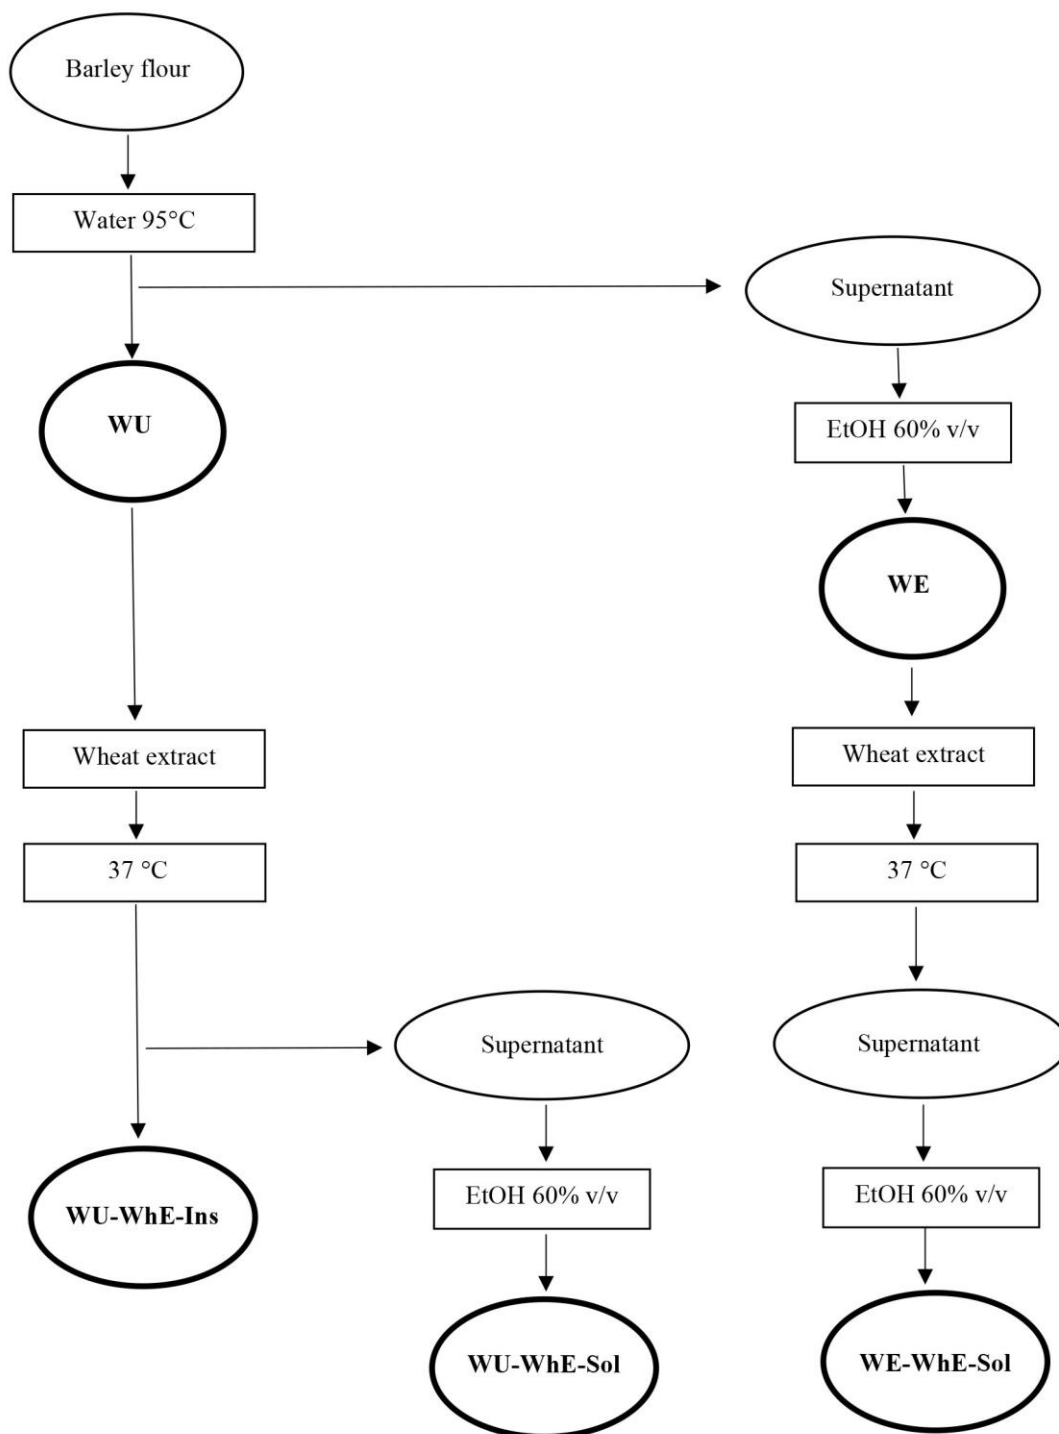 Barley flour
Water 95°C
Supernatant
WU
EtOH 60% v/v
WE
Wheat extract
Wheat extract
37 °C
37 °C
Supernatant
Supernatant
WU-WhE-Ins
EtOH 60% v/v
EtOH 60% v/v
WU-WhE-Sol
WE-WhE-Sol